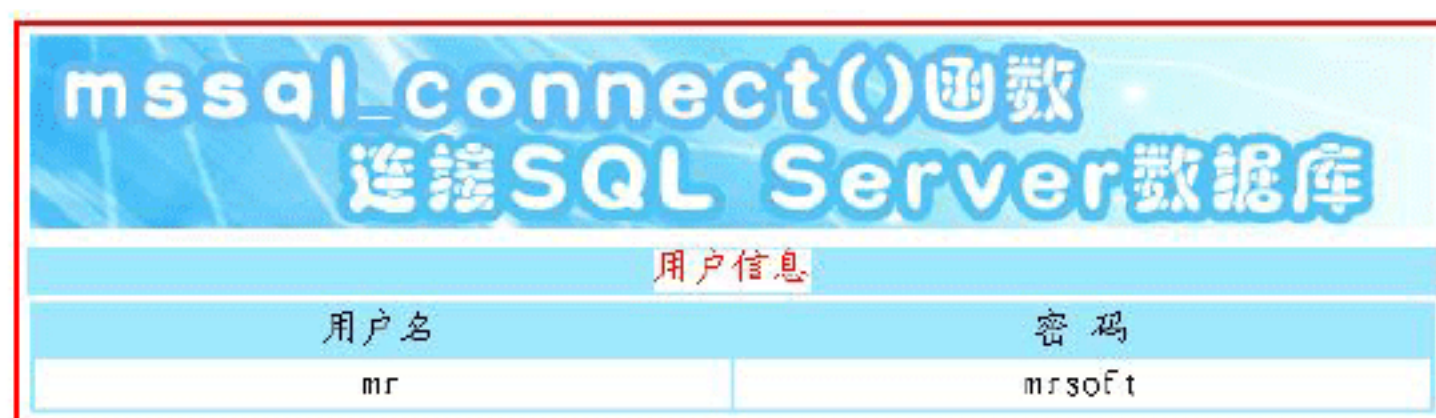 mssql_connect()函数
连接SQL Server数据库
用户信息
用户名 密 码
mr mrsoft